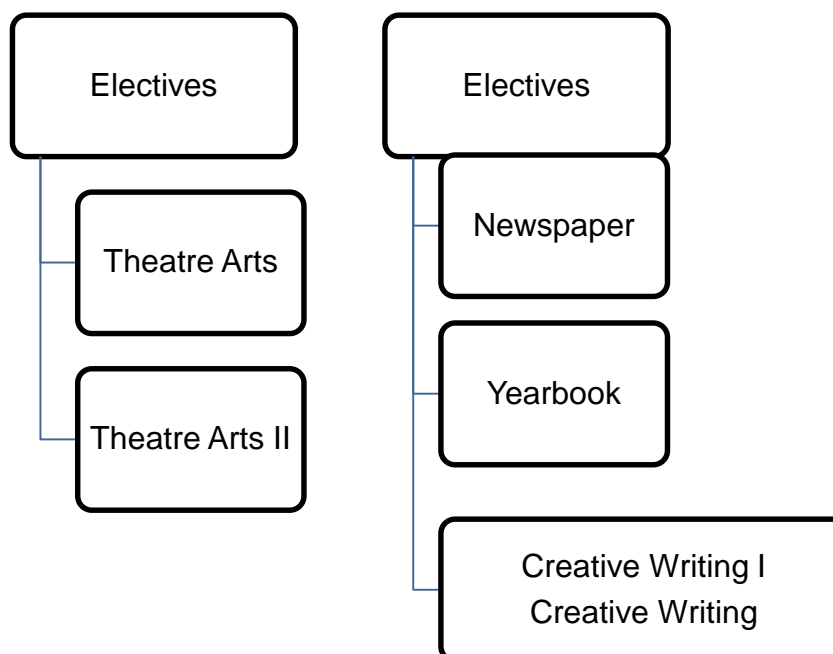 Electives
Theatre Arts
Theatre Arts II
Electives
Newspaper
Yearbook
Creative Writing I
Creative Writing